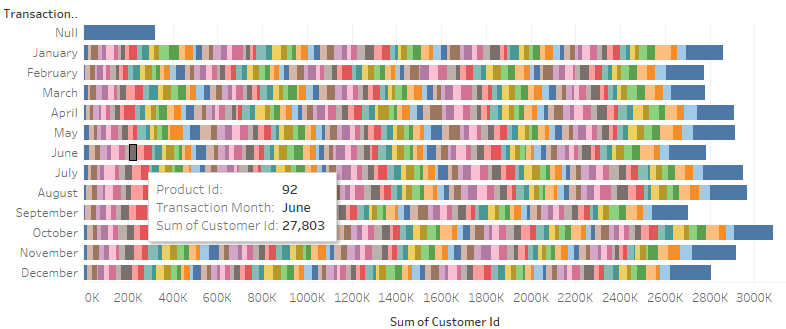 Transaction..
Null
January
February
March
April
May
June
July
August
September
October
November
December
Product Id: 92
Transaction Month: June
Sum of Customer Id: 27,803
0K 200K 400K 600K 800K 1000K 1200K 1400K 1600K 1800K 2000K 2200K 2400K 2600K 2800K 3000K
Sum of Customer Id